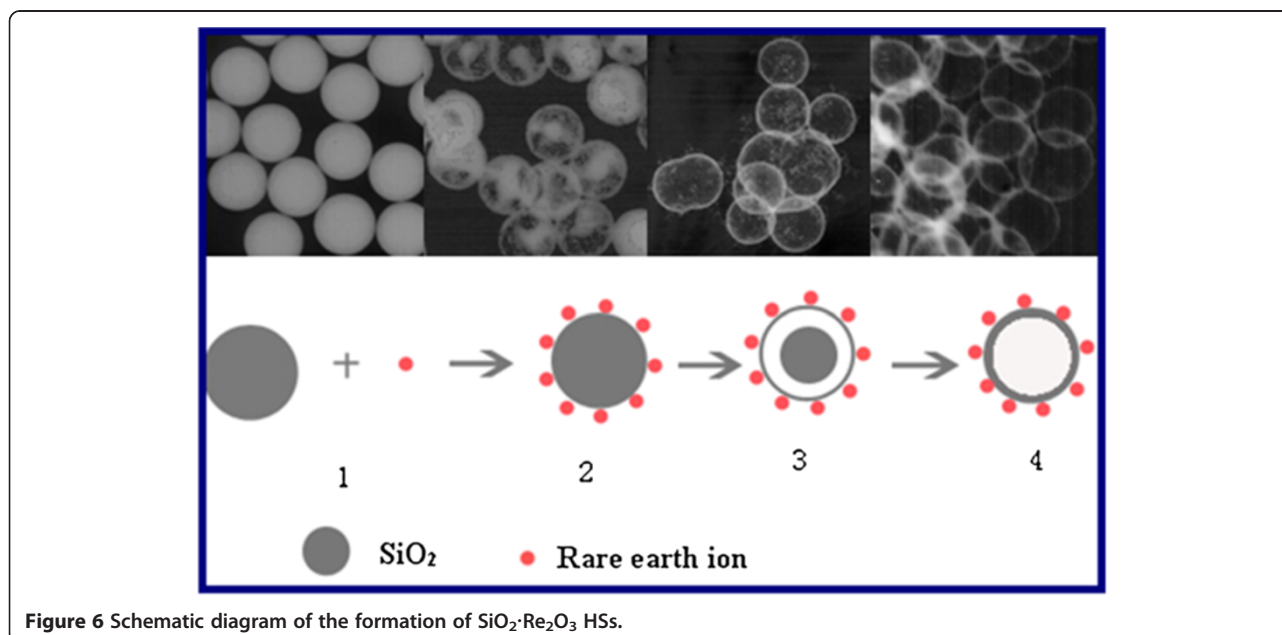 +
1 2 3 4
SiO₂ Rare earth ion
Figure 6 Schematic diagram of the formation of SiO₂·Re₂O₃ HSs.